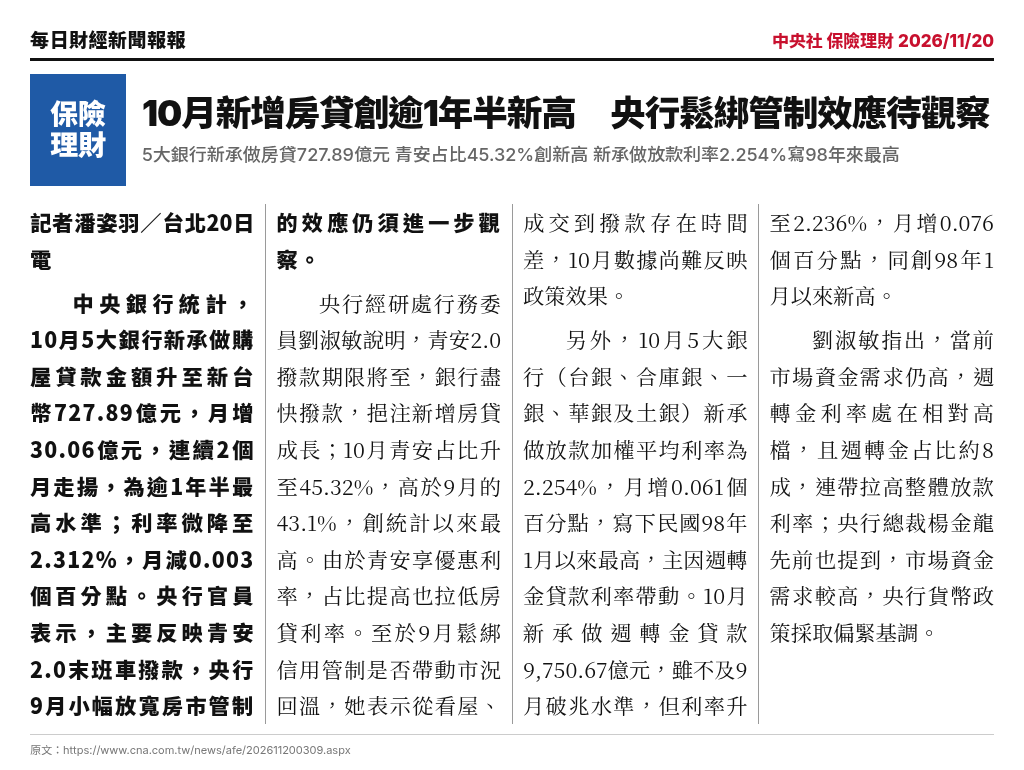 每日財經新聞報報
中央社 保險理財 2026/11/20
保險
理財
10月新增房貸創逾1年半新高　央行鬆綁管制效應待觀察
5大銀行新承做房貸727.89億元 青安占比45.32%創新高 新承做放款利率2.254%寫98年來最高
記者潘姿羽／台北20日
電
中央銀行統計，
10月5大銀行新承做購
屋貸款金額升至新台
幣727.89億元，月增
30.06億元，連續2個
月走揚，為逾1年半最
高水準；利率微降至
2.312%，月減0.003
個百分點。央行官員
表示，主要反映青安
2.0末班車撥款，央行
9月小幅放寬房市管制
的效應仍須進一步觀
察。
央行經研處行務委
員劉淑敏說明，青安2.0
撥款期限將至，銀行盡
快撥款，挹注新增房貸
成長；10月青安占比升
至45.32%，高於9月的
43.1%，創統計以來最
高。由於青安享優惠利
率，占比提高也拉低房
貸利率。至於9月鬆綁
信用管制是否帶動市況
回溫，她表示從看屋、
成交到撥款存在時間
差，10月數據尚難反映
政策效果。
另外，10月5大銀
行（台銀、合庫銀、一
銀、華銀及土銀）新承
做放款加權平均利率為
2.254%，月增0.061個
百分點，寫下民國98年
1月以來最高，主因週轉
金貸款利率帶動。10月
新承做週轉金貸款
9,750.67億元，雖不及9
月破兆水準，但利率升
至2.236%，月增0.076
個百分點，同創98年1
月以來新高。
劉淑敏指出，當前
市場資金需求仍高，週
轉金利率處在相對高
檔，且週轉金占比約8
成，連帶拉高整體放款
利率；央行總裁楊金龍
先前也提到，市場資金
需求較高，央行貨幣政
策採取偏緊基調。
原文：https://www.cna.com.tw/news/afe/202611200309.aspx